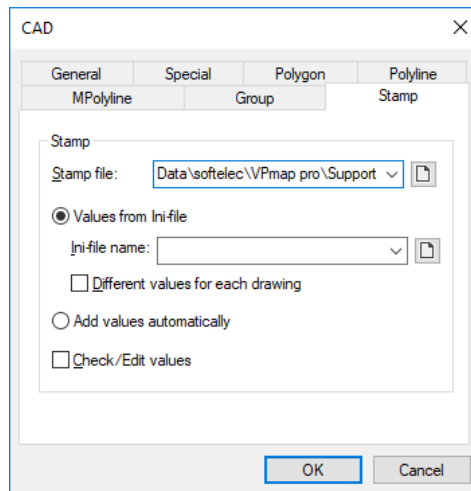 CAD
General Special Polygon Polyline
MPolyline Group Stamp
Stamp
Stamp file: Data\softelec\VPmap pro\Support
Values from Ini-file
Ini-file name:
Different values for each drawing
Add values automatically
Check/Edit values
OK Cancel